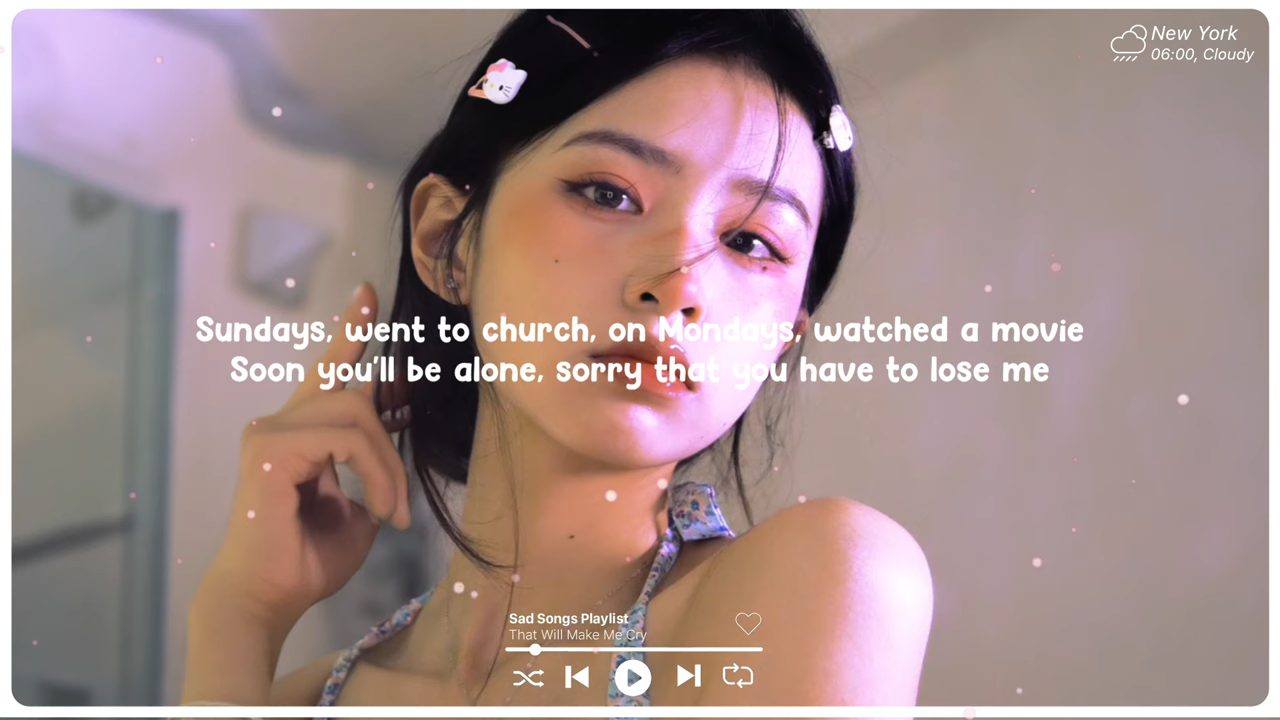 New York
06:00, Cloudy
Sundays, went to church, on Mondays, watched a movie
Soon you'll be alone, sorry that you have to lose me
Sad Songs Playlist
That Will Make Me Cry